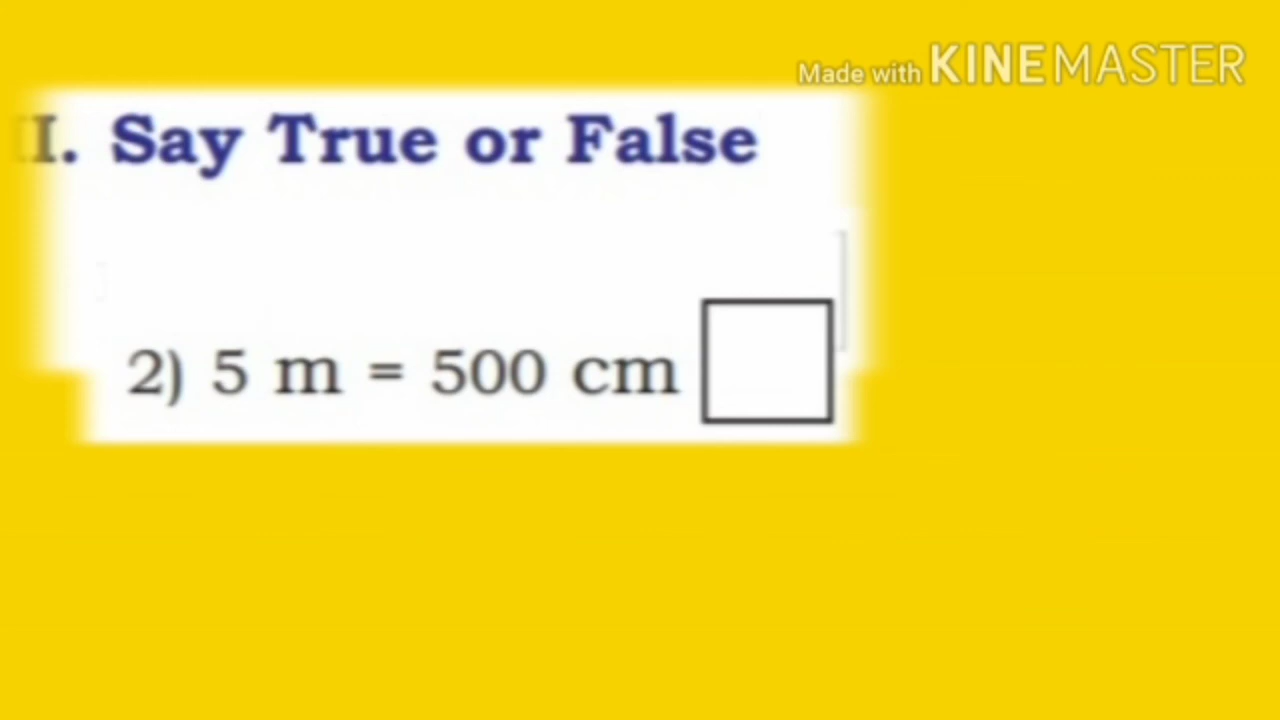 Made with KINEMASTER
I. Say True or False
2) 5 m = 500 cm